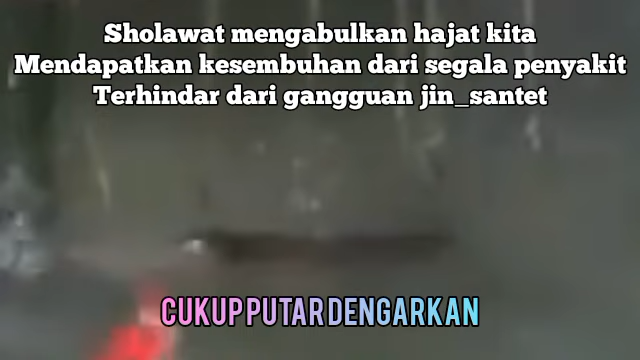 Sholawat mengabulkan hajat kita
Mendapatkan kesembuhan dari segala penyakit
Terhindar dari gangguan jin_santet
CUKUP PUTAR DENGARKAN